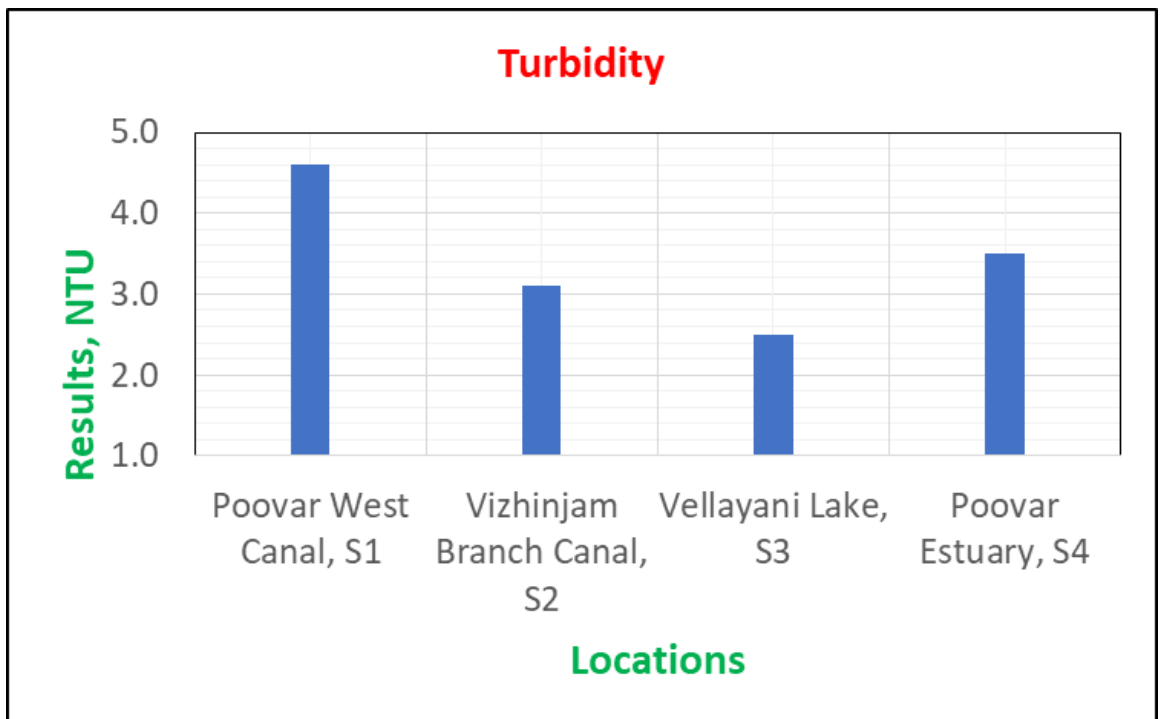 Turbidity
5.0
4.0
3.0
2.0
1.0
Results, NTU
Poovar West
Canal, S1
Vizhinjam
Branch Canal,
S2
Vellayani Lake,
S3
Poovar
Estuary, S4
Locations